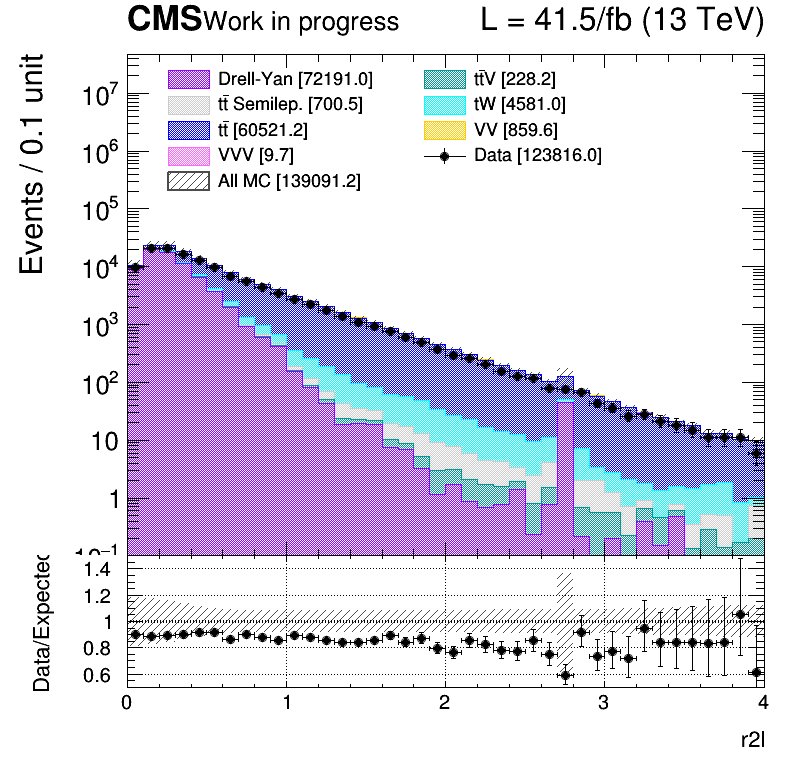 CMS Work in progress L = 41.5/fb (13 TeV)
Events / 0.1 unit
Drell-Yan [72191.0] tt̄V [228.2]
tt̄ Semilep. [700.5] tW [4581.0]
tt̄ [60521.2] VV [859.6]
VVV [9.7] Data [123816.0]
All MC [139091.2]
10⁷
10⁶
10⁵
10⁴
10³
10²
10
1
10⁻¹
Data/Expected
1.4
1.2
1
0.8
0.6
0 1 2 3 4
r2l